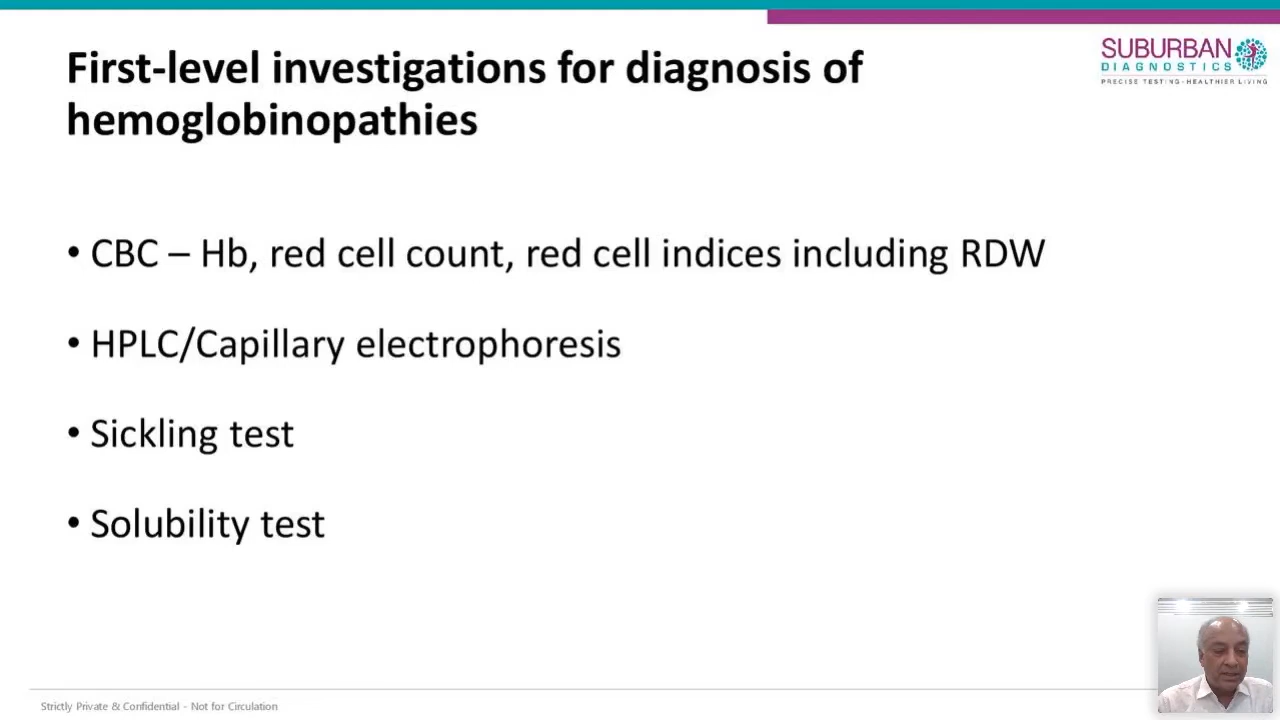 First-level investigations for diagnosis of
hemoglobinopathies
SUBURBAN
DIAGNOSTICS
PRECISE TESTING-HEALTHIER LIVING
• CBC – Hb, red cell count, red cell indices including RDW
• HPLC/Capillary electrophoresis
• Sickling test
• Solubility test
Strictly Private & Confidential - Not for Circulation